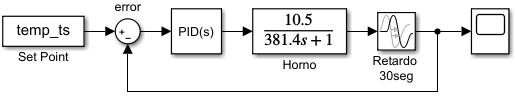 error
temp_ts
Set Point
+
-
PID(s)
10.5
381.4s + 1
Horno
Retardo
30seg